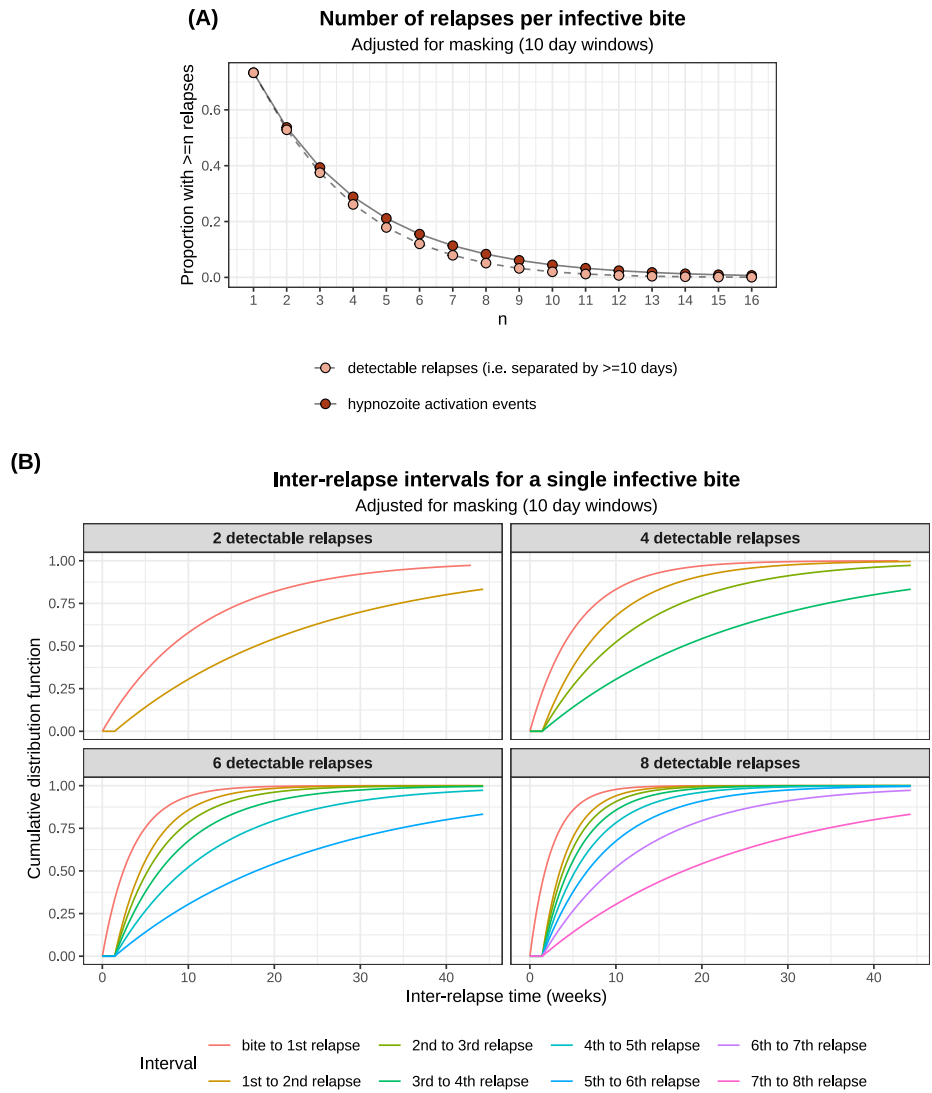 (A)
Number of relapses per infective bite
Adjusted for masking (10 day windows)
Proportion with >=n relapses
0.6
0.4
0.2
0.0
1 2 3 4 5 6 7 8 9 10 11 12 13 14 15 16
n
detectable relapses (i.e. separated by >=10 days)
hypnozoite activation events
(B)
Inter-relapse intervals for a single infective bite
Adjusted for masking (10 day windows)
Cumulative distribution function
2 detectable relapses
4 detectable relapses
1.00
0.75
0.50
0.25
0.00
6 detectable relapses
8 detectable relapses
1.00
0.75
0.50
0.25
0.00
0 10 20 30 40
0 10 20 30 40
Inter-relapse time (weeks)
Interval
bite to 1st relapse
1st to 2nd relapse
2nd to 3rd relapse
3rd to 4th relapse
4th to 5th relapse
5th to 6th relapse
6th to 7th relapse
7th to 8th relapse